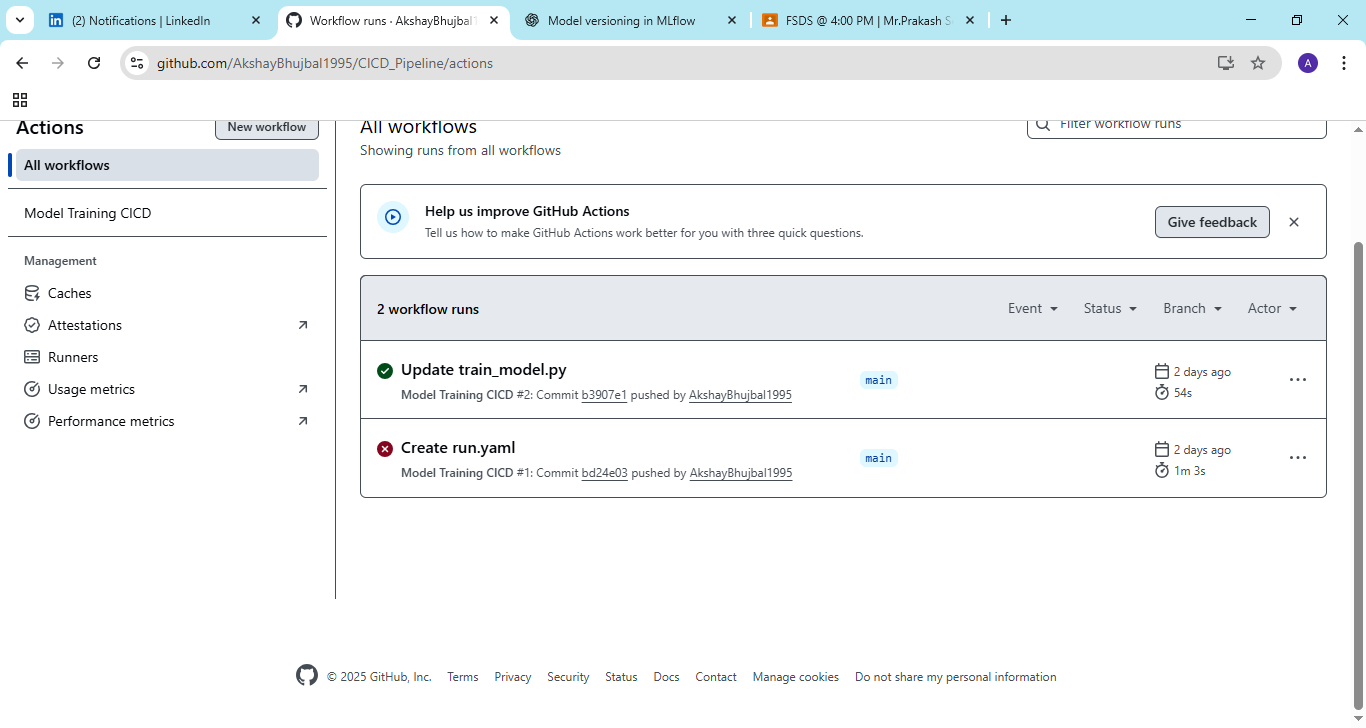 (2) Notifications | LinkedIn
Workflow runs · AkshayBhujbal1
Model versioning in MLflow
FSDS @ 4:00 PM | Mr.Prakash S
github.com/AkshayBhujbal1995/CICD_Pipeline/actions
A
Actions
New workflow
All workflows
Model Training CICD
Management
Caches
Attestations
Runners
Usage metrics
Performance metrics
All workflows
Showing runs from all workflows
Filter workflow runs
Help us improve GitHub Actions
Tell us how to make GitHub Actions work better for you with three quick questions.
Give feedback
2 workflow runs
Event
Status
Branch
Actor
Update train_model.py
Model Training CICD #2: Commit b3907e1 pushed by AkshayBhujbal1995
main
2 days ago
54s
Create run.yaml
Model Training CICD #1: Commit bd24e03 pushed by AkshayBhujbal1995
main
2 days ago
1m 3s
© 2025 GitHub, Inc. Terms Privacy Security Status Docs Contact Manage cookies Do not share my personal information